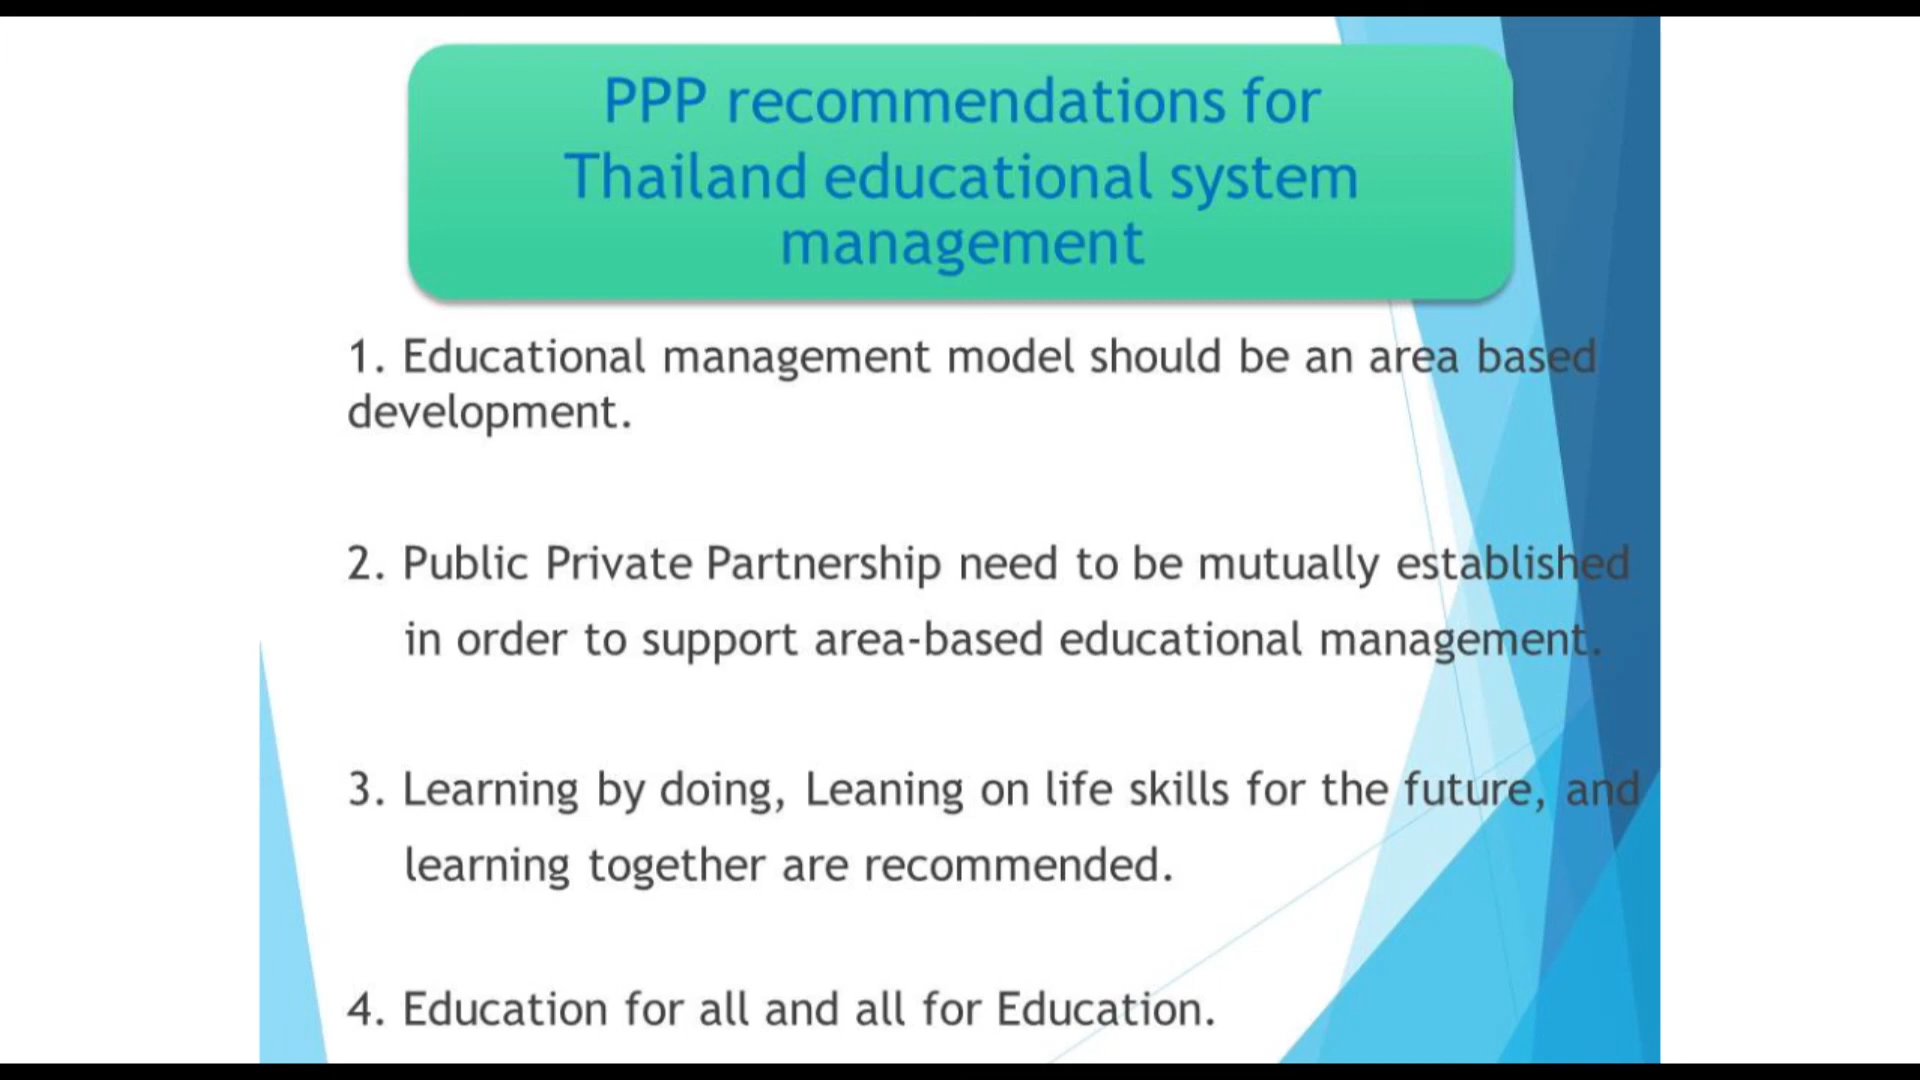 PPP recommendations for
Thailand educational system
management
1. Educational management model should be an area based
development.
2. Public Private Partnership need to be mutually established
in order to support area-based educational management.
3. Learning by doing, Leaning on life skills for the future, and
learning together are recommended.
4. Education for all and all for Education.